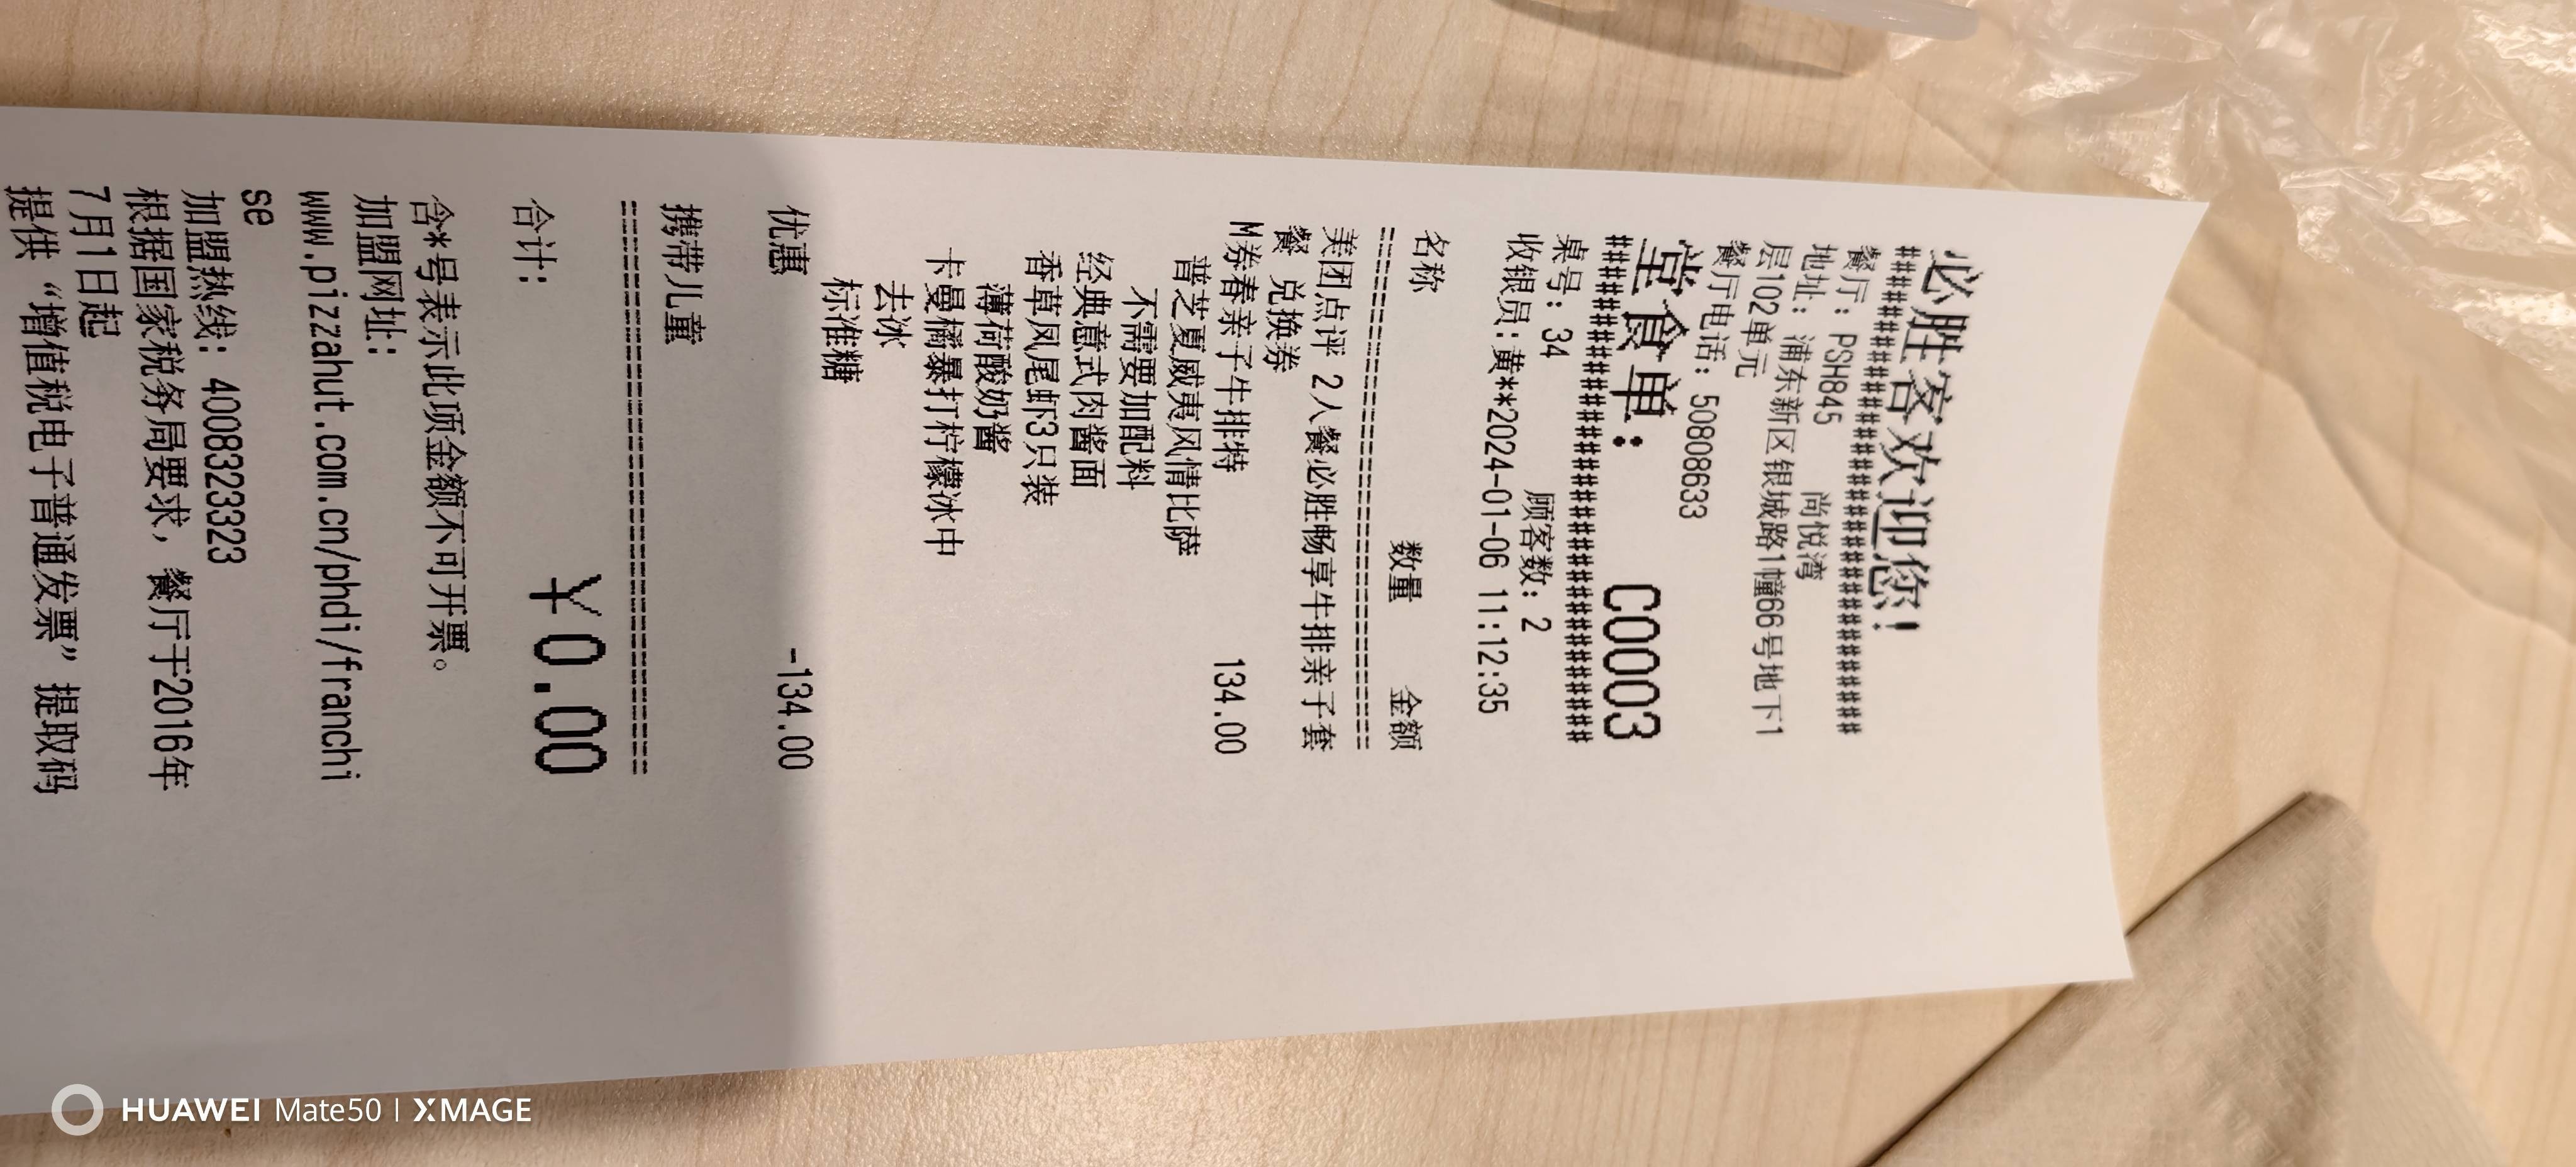 必胜客欢迎您!
##############################
餐厅: PSH845 尚悦湾
地址: 浦东新区银城路1幢66号地下1
层102单元
餐厅电话: 50808633
堂食单: C0003
##############################
桌号: 34 顾客数: 2
收银员:黄**2024-01-06 11:12:35
名称 数量 金额
------------------------------
美团点评 2人餐必胜畅享牛排亲子套
餐 兑换券
M券春亲子牛排特 134.00
普芝夏威夷风情比萨
不需要加配料
经典意式肉酱面
香草凤尾虾3只装
薄荷酸奶酱
卡曼橘暴打柠檬冰中
去冰
标准糖
优惠 -134.00
携带儿童
==============================
合计: ¥0.00
含*号表示此项金额不可开票。
加盟网址:
www.pizzahut.com.cn/phdi/franchi
se
加盟热线: 4008323323
根据国家税务局要求，餐厅于2016年
7月1日起
提供“增值税电子普通发票”提取码
HUAWEI Mate50 | XMAGE